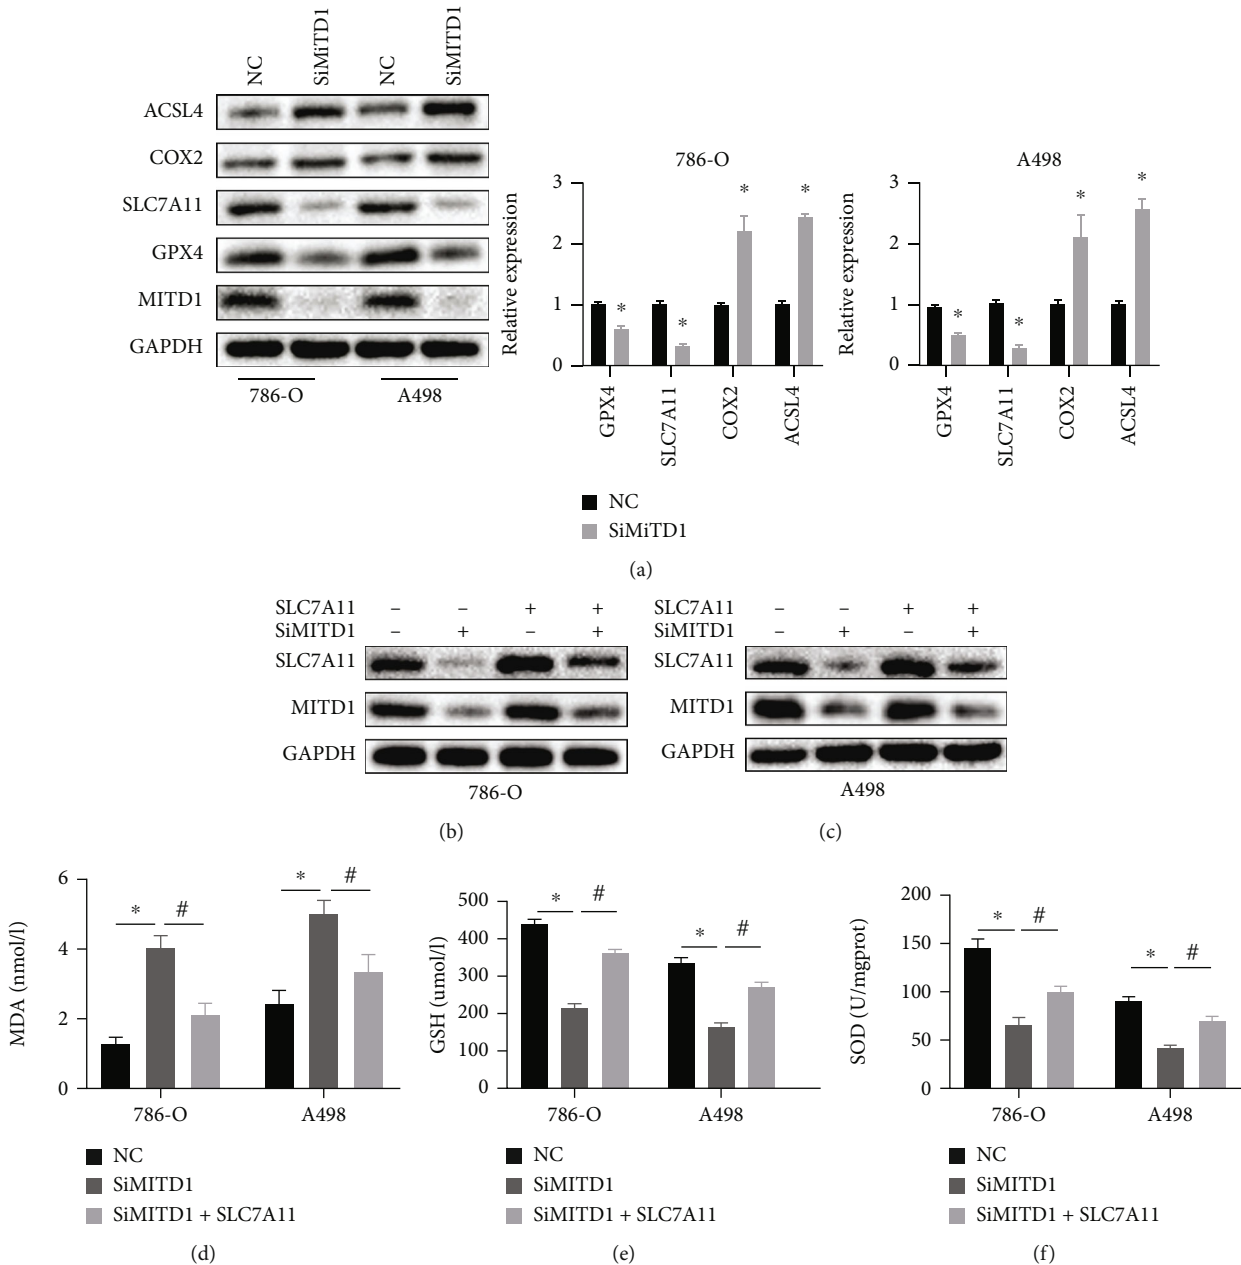 NC
SiMiTD1
NC
SiMITD1
ACSL4
COX2
SLC7A11
GPX4
MITD1
GAPDH
786-O
A498
786-O
Relative expression
3
2
1
0
*
*
*
*
GPX4
SLC7A11
COX2
ACSL4
A498
Relative expression
3
2
1
0
*
*
*
*
GPX4
SLC7A11
COX2
ACSL4
NC
SiMiTD1
(a)
SLC7A11 – – + +
SiMITD1 – + – +
SLC7A11
MITD1
GAPDH
786-O
(b)
SLC7A11 – – + +
SiMITD1 – + – +
SLC7A11
MITD1
GAPDH
A498
(c)
MDA (nmol/l)
6
4
2
0
* #
* #
786-O
A498
NC
SiMITD1
SiMITD1 + SLC7A11
(d)
GSH (umol/l)
500
400
300
200
100
0
* #
* #
786-O
A498
NC
SiMITD1
SiMITD1 + SLC7A11
(e)
SOD (U/mgprot)
200
150
100
50
0
* #
* #
786-O
A498
NC
SiMITD1
SiMITD1 + SLC7A11
(f)